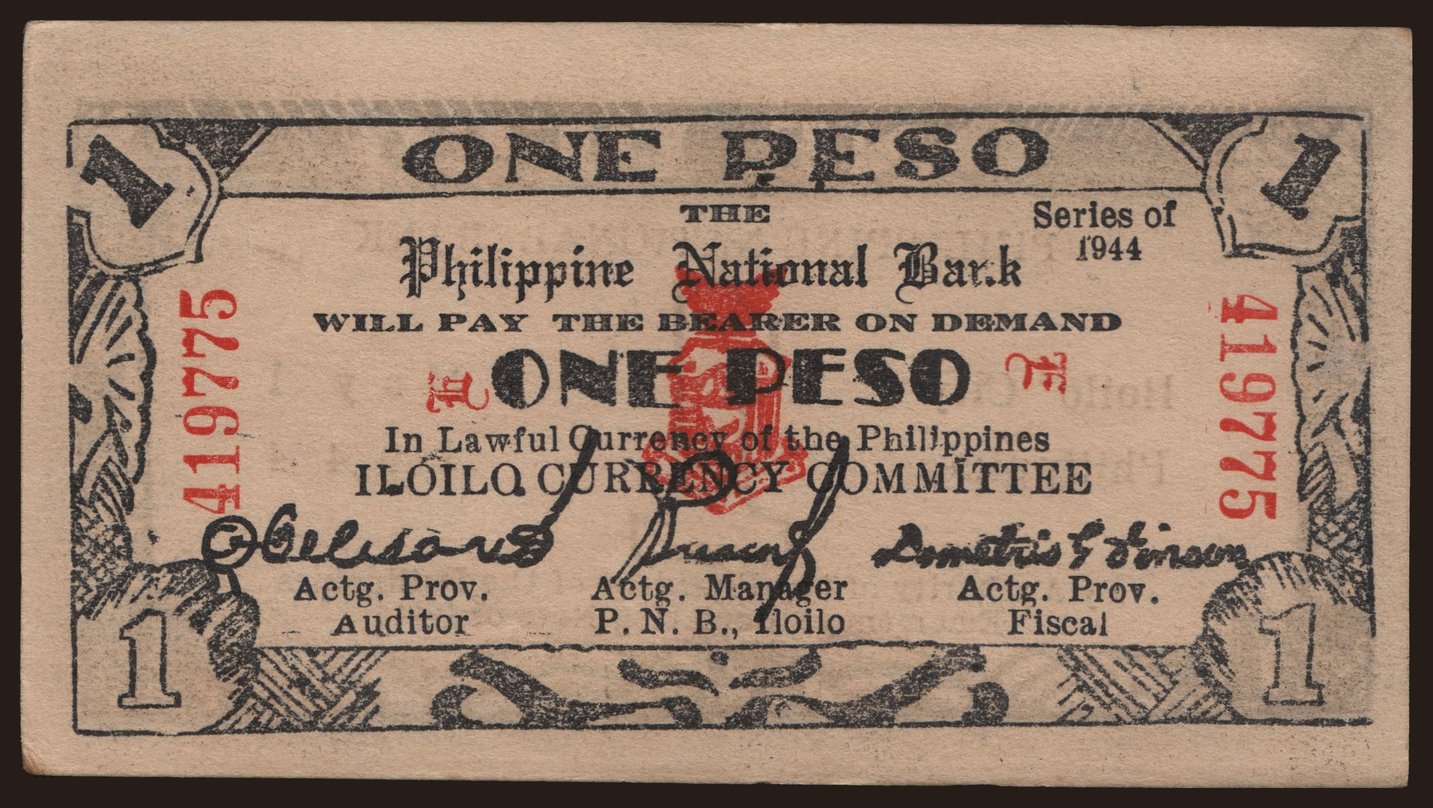 1 ONE PESO 1
THE
Series of
1944
Philippine National Bank
WILL PAY THE BEARER ON DEMAND
419775
E ONE PESO E
419775
In Lawful Currency of the Philippines
ILOILO CURRENCY COMMITTEE
Actg. Prov.
Auditor
Actg. Manager
P. N. B., Iloilo
Actg. Prov.
Fiscal
1 1